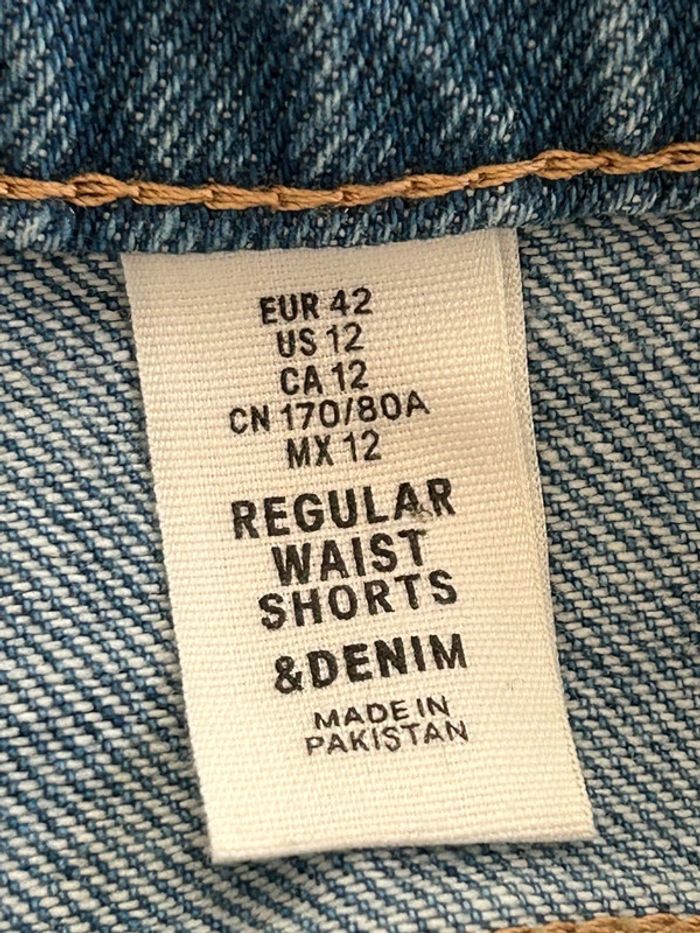 EUR 42
US 12
CA 12
CN 170/80A
MX 12
REGULAR
WAIST
SHORTS
&DENIM
MADE IN
PAKISTAN